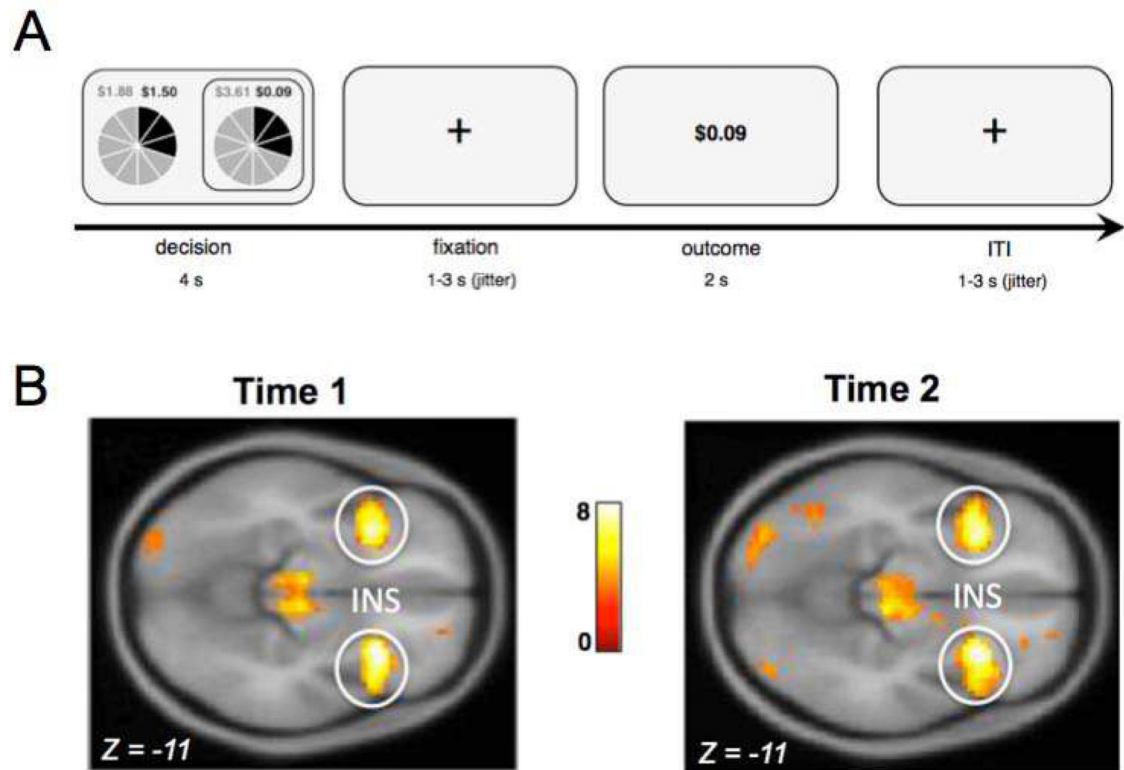 A
$1.88 $1.50 $3.61 $0.09
+ $0.09 +
decision fixation outcome ITI
4 s 1-3 s (jitter) 2 s 1-3 s (jitter)
B
Time 1 Time 2
8
INS INS
0
Z = -11 Z = -11